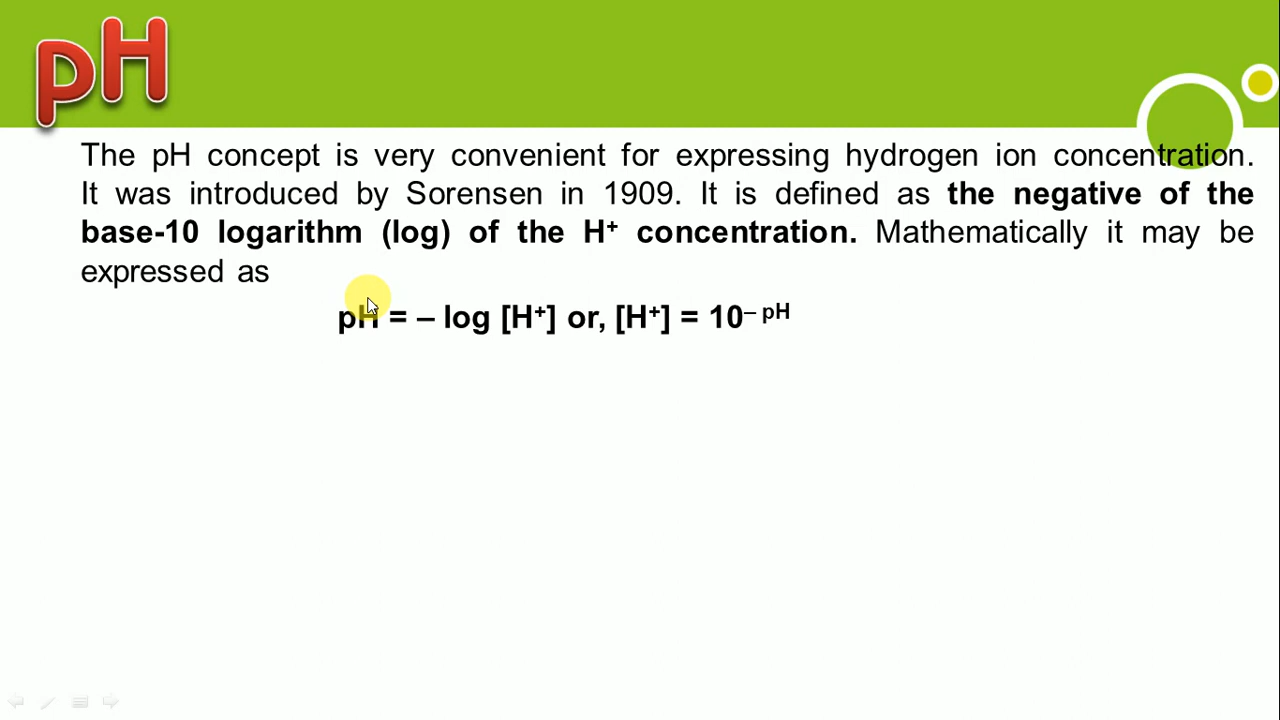 pH
The pH concept is very convenient for expressing hydrogen ion concentration.
It was introduced by Sorensen in 1909. It is defined as the negative of the
base-10 logarithm (log) of the H⁺ concentration. Mathematically it may be
expressed as
pH = – log [H⁺] or, [H⁺] = 10⁻ ᵖᴴ